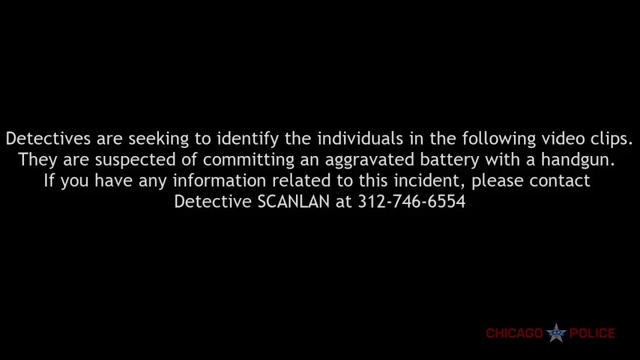 Detectives are seeking to identify the individuals in the following video clips.
They are suspected of committing an aggravated battery with a handgun.
If you have any information related to this incident, please contact
Detective SCANLAN at 312-746-6554
CHICAGO POLICE